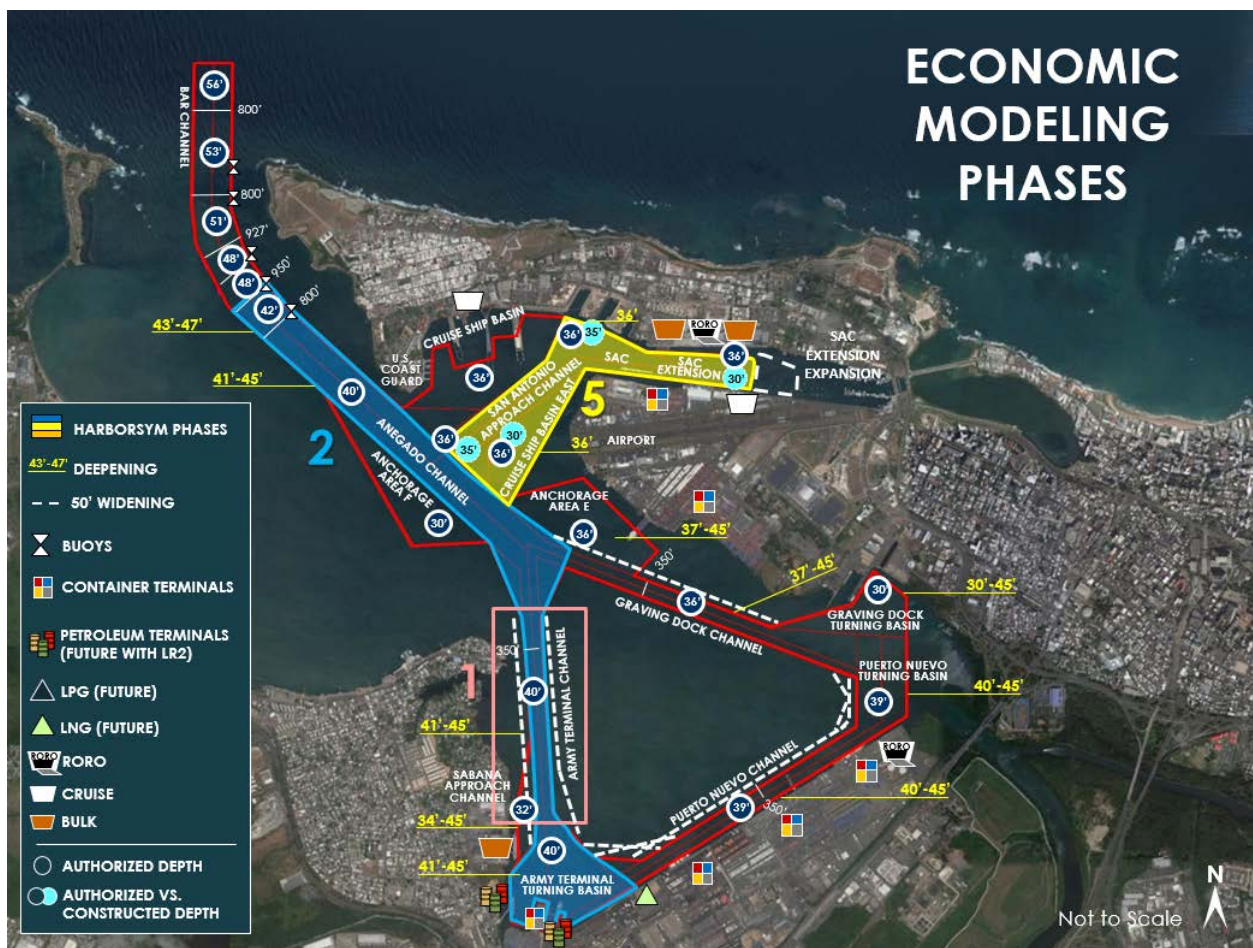 ECONOMIC
MODELING
PHASES
56'
BAR CHANNEL
800'
53'
800'
51'
927'
48'
950'
48'
800'
42'
43'-47'
41'-45'
40'
U.S.
COAST
GUARD
CRUISE SHIP BASIN
36'
36'
35'
36'
RORO
36'
30'
SAC
SAC
EXTENSION
SAC
EXTENSION
EXPANSION
SAN ANTONIO
APPROACH CHANNEL
CRUISE SHIP BASIN EAST
5
36'
35'
30'
36'
36'
AIRPORT
2
ANEGADO CHANNEL
ANCHORAGE
AREA F
30'
ANCHORAGE
AREA E
36'
37'-45'
350'
37'-45'
36'
GRAVING DOCK CHANNEL
30'
30'-45'
GRAVING DOCK
TURNING BASIN
PUERTO NUEVO
TURNING BASIN
39'
40'-45'
RORO
1
350'
40'
ARMY TERMINAL CHANNEL
41'-45'
SABANA
APPROACH
CHANNEL
32'
34'-45'
40'
41'-45'
ARMY TERMINAL
TURNING BASIN
PUERTO NUEVO CHANNEL
39'
350'
40'-45'
HARBORSYM PHASES
43'-47' DEEPENING
50' WIDENING
BUOYS
CONTAINER TERMINALS
PETROLEUM TERMINALS
(FUTURE WITH LR2)
LPG (FUTURE)
LNG (FUTURE)
RORO RORO
CRUISE
BULK
AUTHORIZED DEPTH
AUTHORIZED VS.
CONSTRUCTED DEPTH
N
Not to Scale